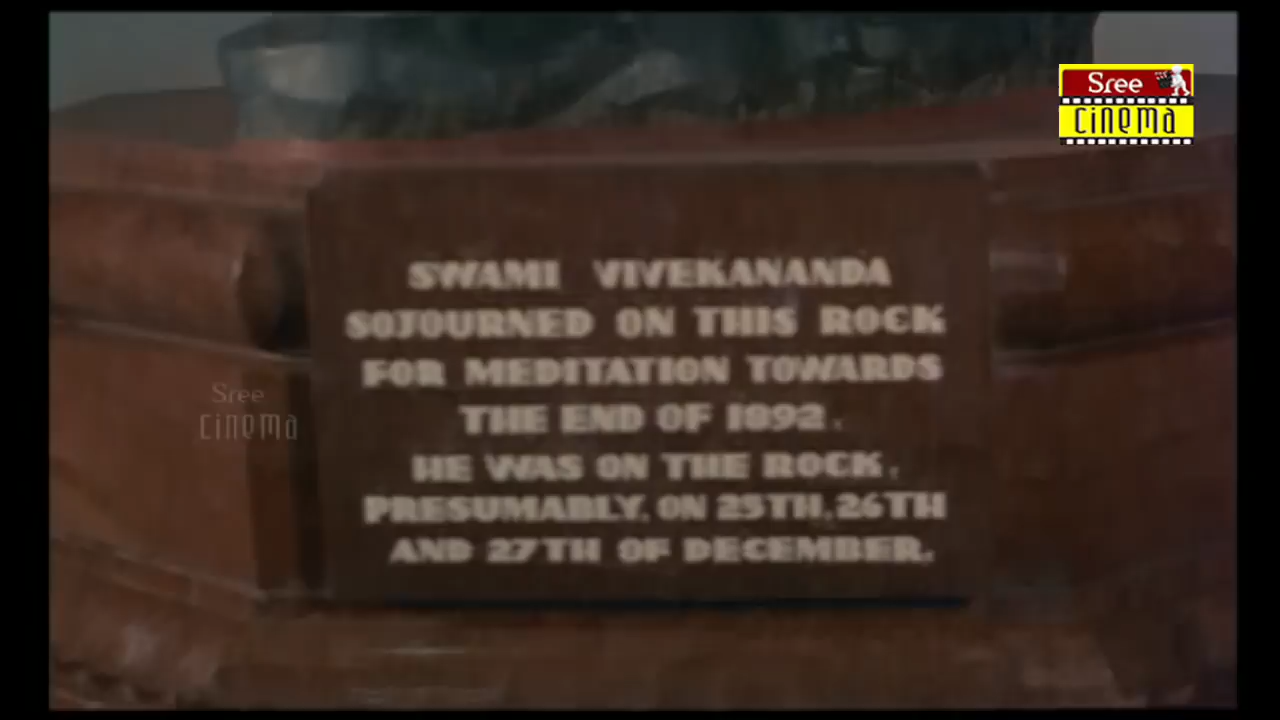 Sree
cinema
SWAMI VIVEKANANDA
SOJOURNED ON THIS ROCK
FOR MEDITATION TOWARDS
THE END OF 1892.
HE WAS ON THE ROCK,
PRESUMABLY, ON 25TH, 26TH
AND 27TH OF DECEMBER.
Sree
cinema